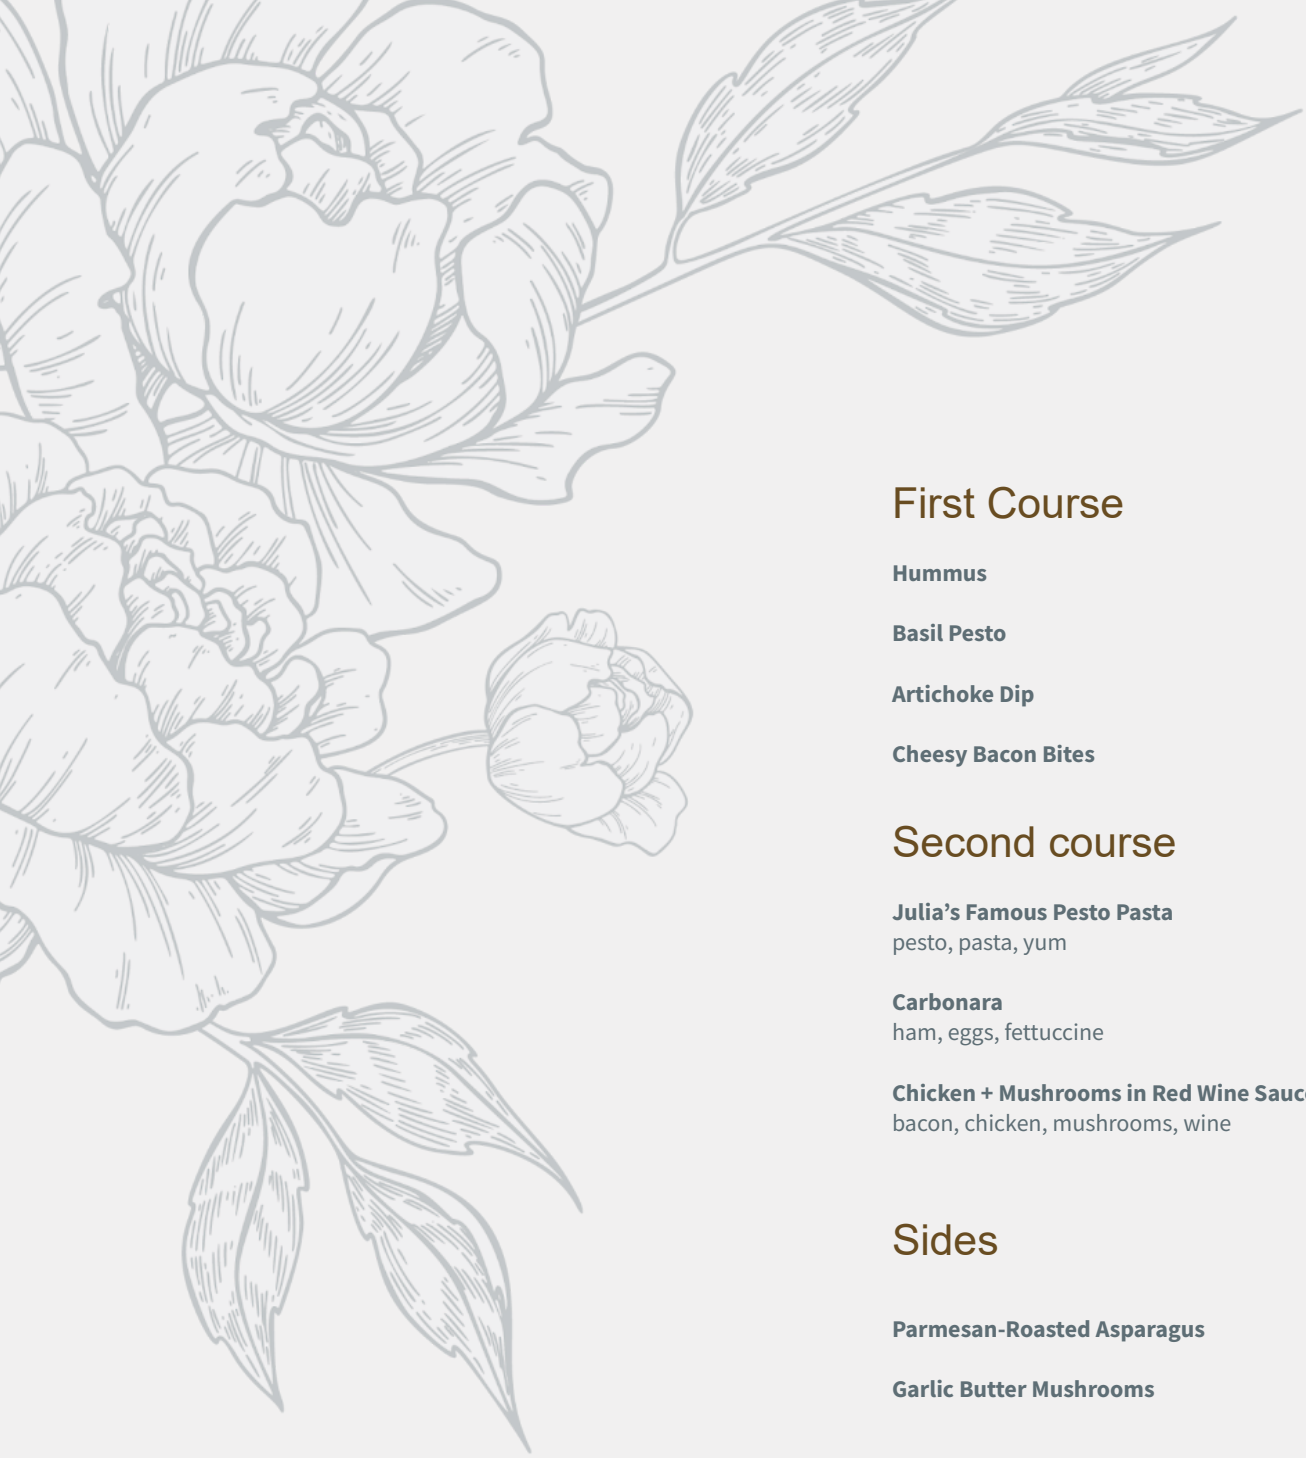 First Course
Hummus
Basil Pesto
Artichoke Dip
Cheesy Bacon Bites
Second course
Julia’s Famous Pesto Pasta
pesto, pasta, yum
Carbonara
ham, eggs, fettuccine
Chicken + Mushrooms in Red Wine Sauc
bacon, chicken, mushrooms, wine
Sides
Parmesan-Roasted Asparagus
Garlic Butter Mushrooms